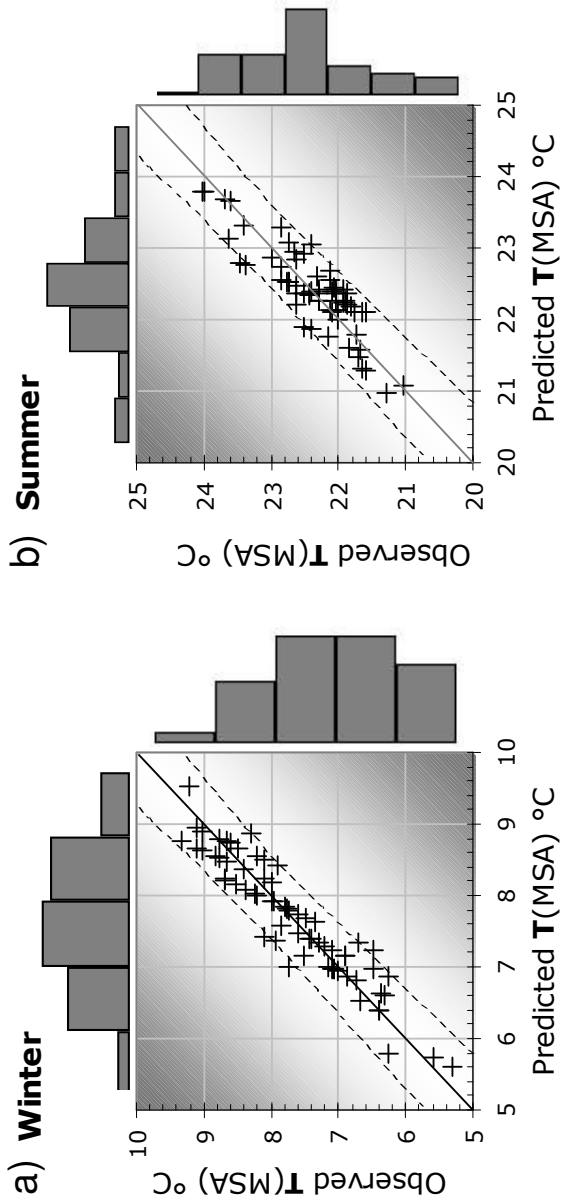 a) Winter
10
9
8
7
6
5
Observed T(MSA) °C
5 6 7 8 9 10
Predicted T(MSA) °C
b) Summer
25
24
23
22
21
20
Observed T(MSA) °C
20 21 22 23 24 25
Predicted T(MSA) °C